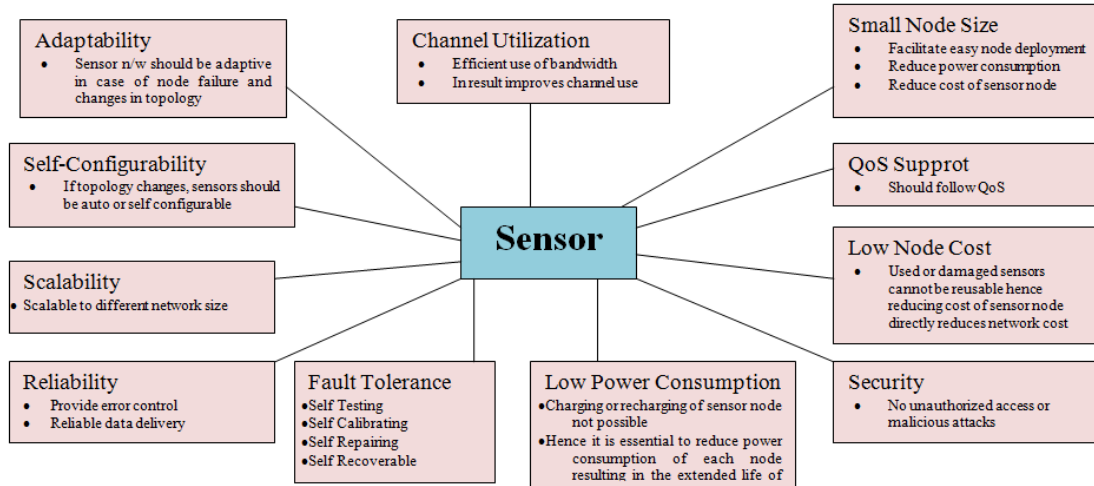 Adaptability
• Sensor n/w should be adaptive
in case of node failure and
changes in topology
Channel Utilization
• Efficient use of bandwidth
• In result improves channel use
Small Node Size
• Facilitate easy node deployment
• Reduce power consumption
• Reduce cost of sensor node
Self-Configurability
• If topology changes, sensors should
be auto or self configurable
QoS Supprot
• Should follow QoS
Sensor
Scalability
• Scalable to different network size
Low Node Cost
• Used or damaged sensors
cannot be reusable hence
reducing cost of sensor node
directly reduces network cost
Reliability
• Provide error control
• Reliable data delivery
Fault Tolerance
•Self Testing
•Self Calibrating
•Self Repairing
•Self Recoverable
Low Power Consumption
•Charging or recharging of sensor node
not possible
•Hence it is essential to reduce power
consumption of each node
resulting in the extended life of
Security
• No unauthorized access or
malicious attacks